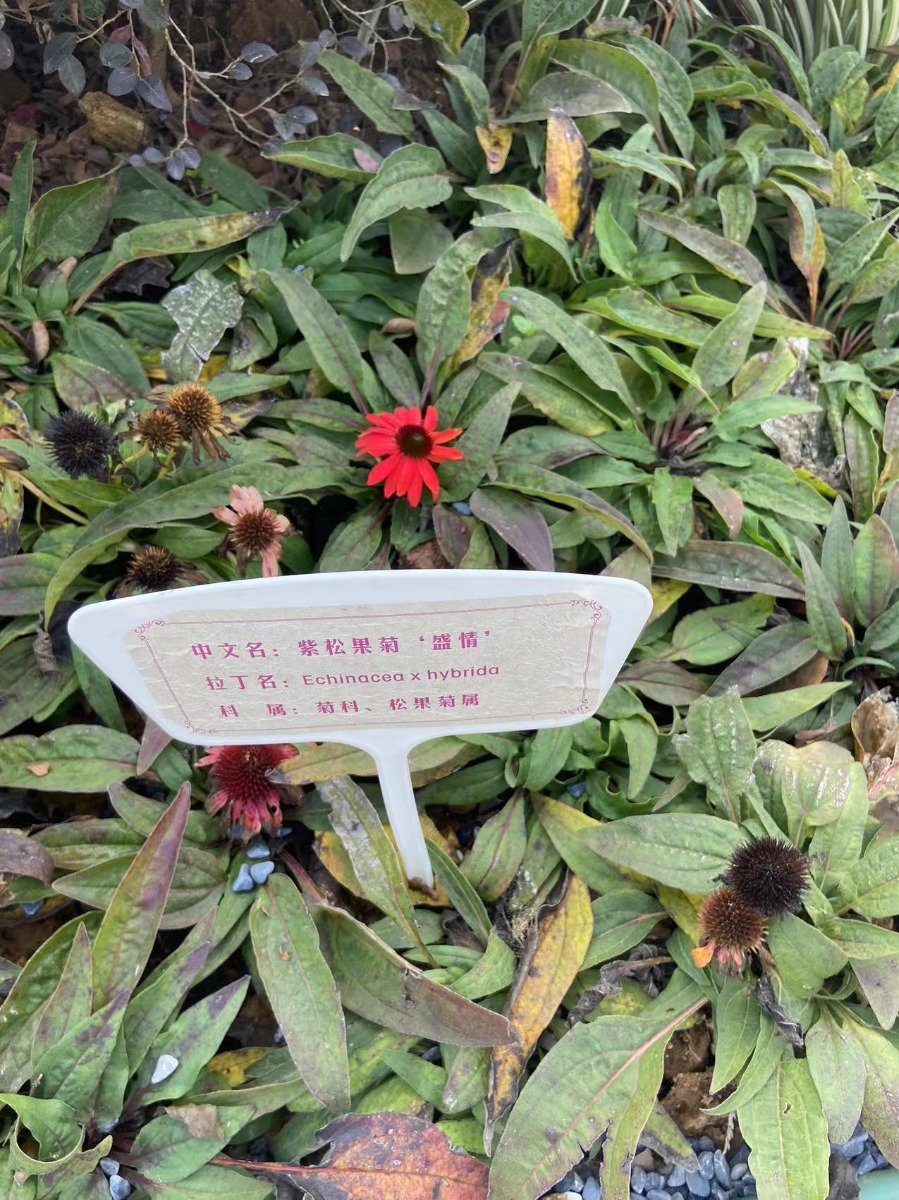 中文名：紫松果菊‘盛情’
拉丁名：Echinacea x hybrida
科　属：菊科、松果菊属